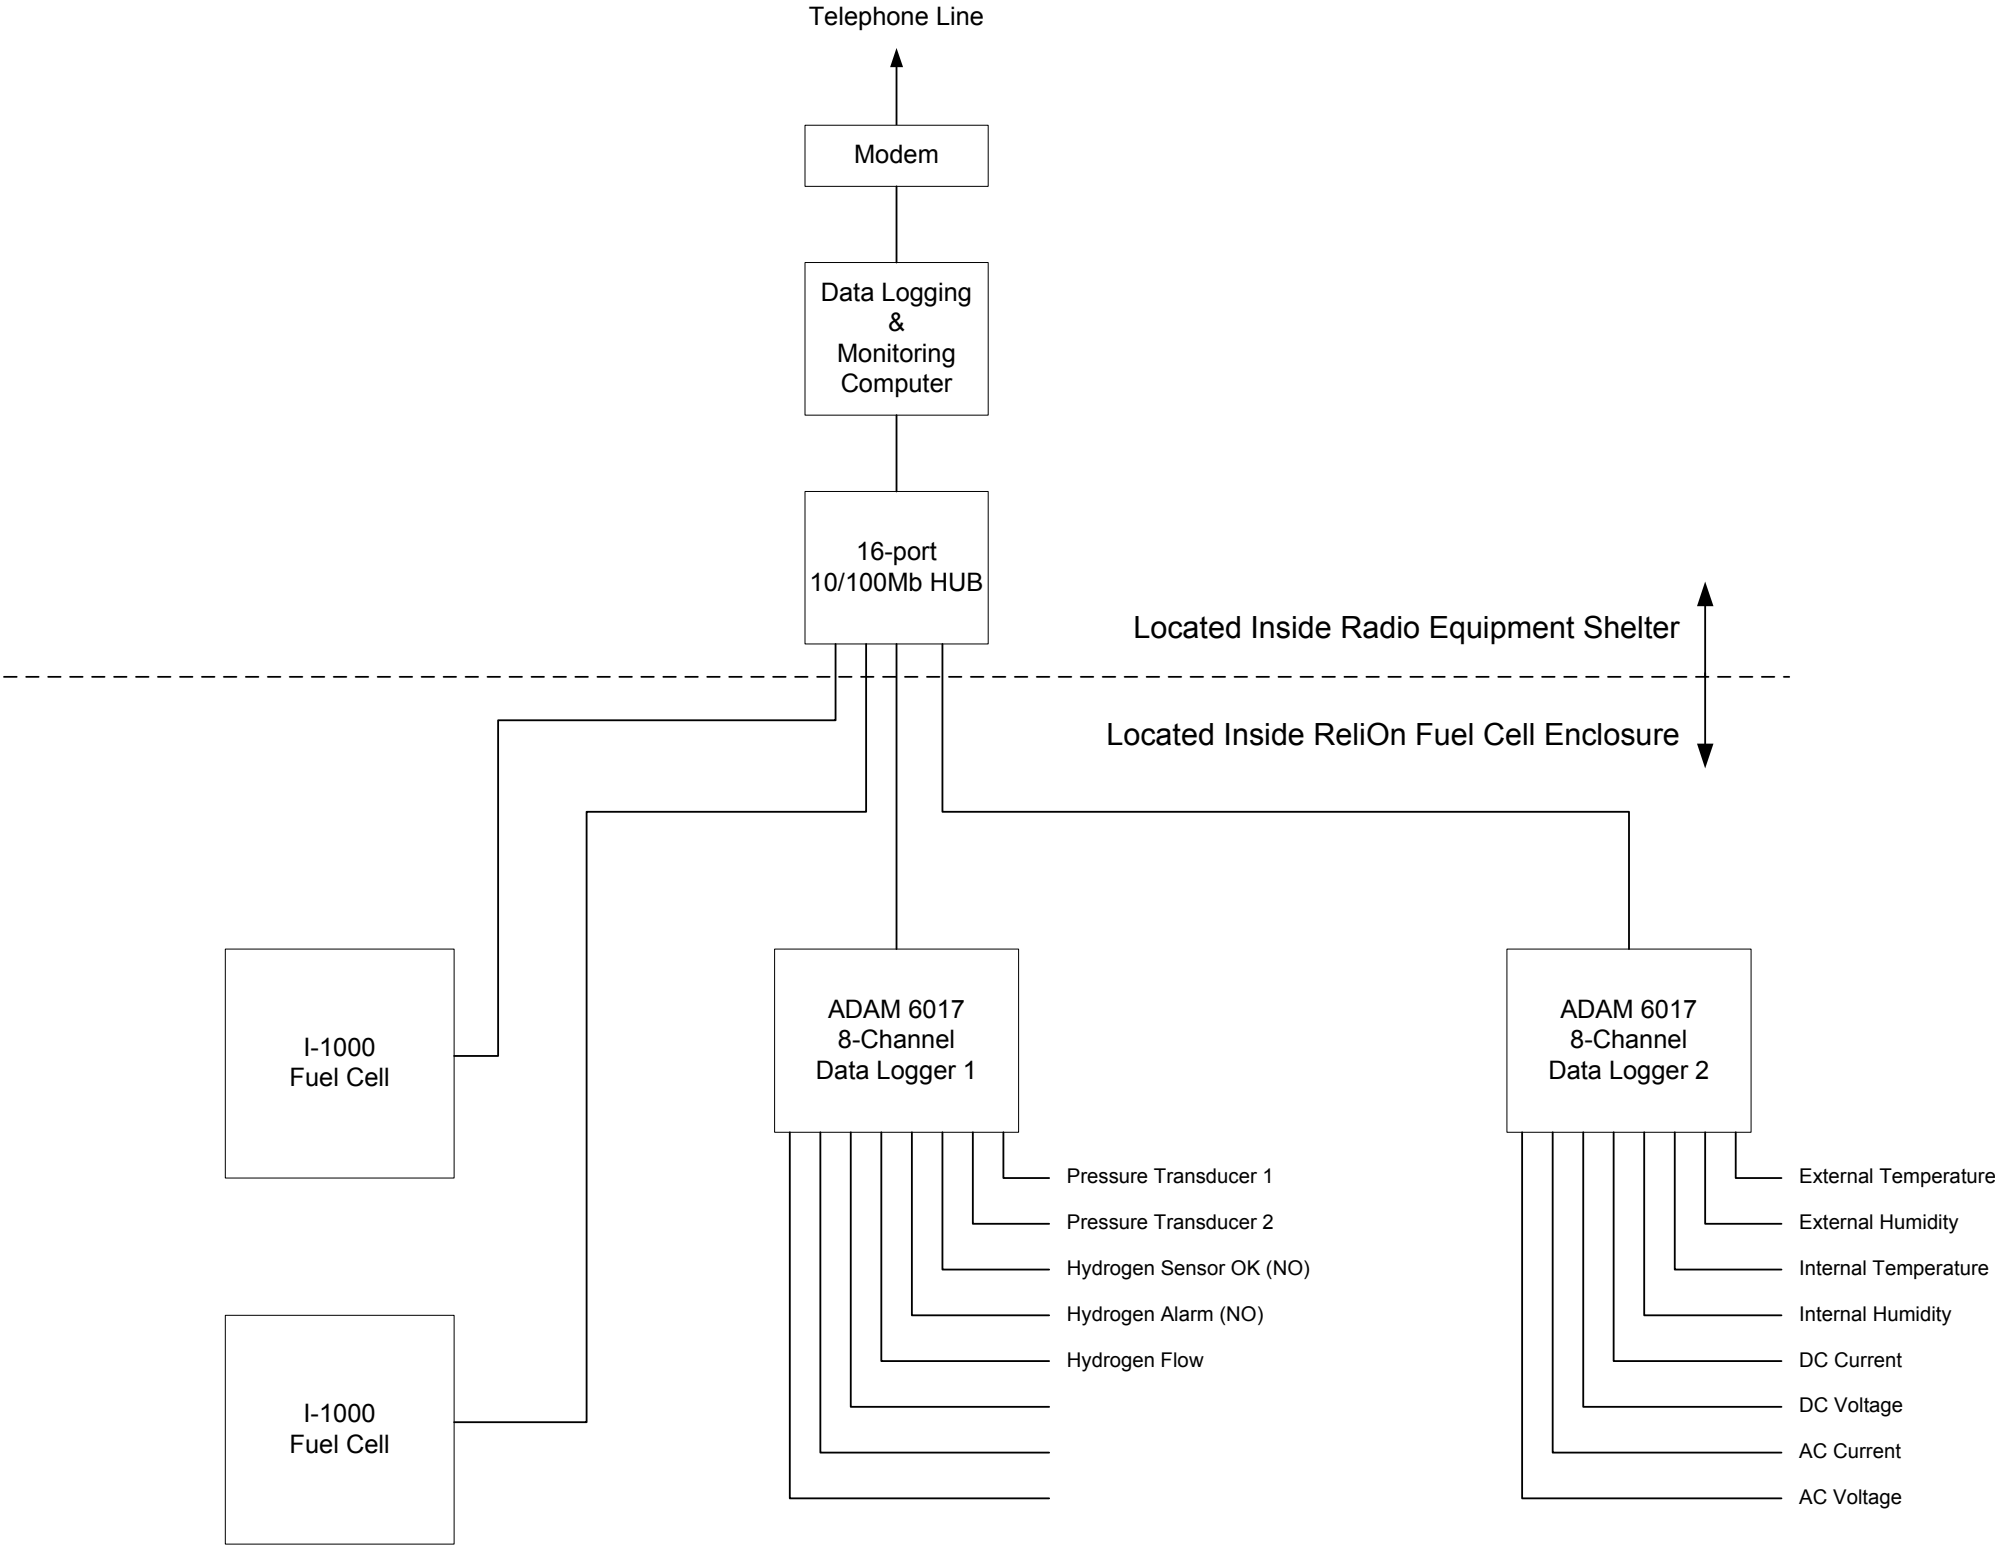 Telephone Line
Modem
Data Logging
&
Monitoring
Computer
16-port
10/100Mb HUB
Located Inside Radio Equipment Shelter
Located Inside ReliOn Fuel Cell Enclosure
I-1000
Fuel Cell
ADAM 6017
8-Channel
Data Logger 1
ADAM 6017
8-Channel
Data Logger 2
Pressure Transducer 1
Pressure Transducer 2
Hydrogen Sensor OK (NO)
Hydrogen Alarm (NO)
Hydrogen Flow
External Temperature
External Humidity
Internal Temperature
Internal Humidity
DC Current
DC Voltage
AC Current
AC Voltage
I-1000
Fuel Cell